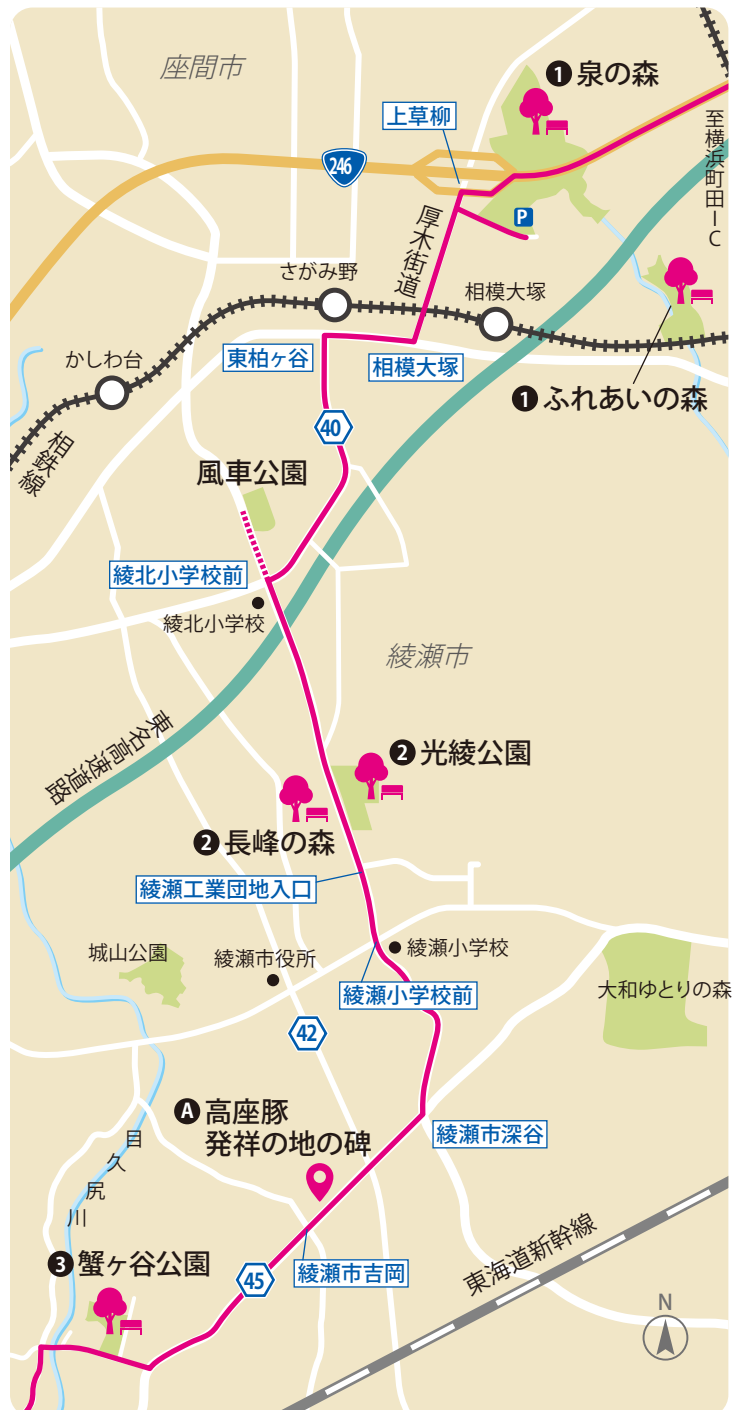 座間市
❶泉の森
上草柳
246
至横浜町田IC
P
厚木街道
さがみ野
相模大塚
かしわ台
東柏ヶ谷
相模大塚
❶ふれあいの森
40
相鉄線
風車公園
綾北小学校前
綾北小学校
綾瀬市
東名高速道路
❷光綾公園
❷長峰の森
綾瀬工業団地入口
城山公園
綾瀬市役所
綾瀬小学校
綾瀬小学校前
大和ゆとりの森
42
Ⓐ高座豚
発祥の地の碑
綾瀬市深谷
目久尻川
❸蟹ヶ谷公園
45
綾瀬市吉岡
東海道新幹線
N